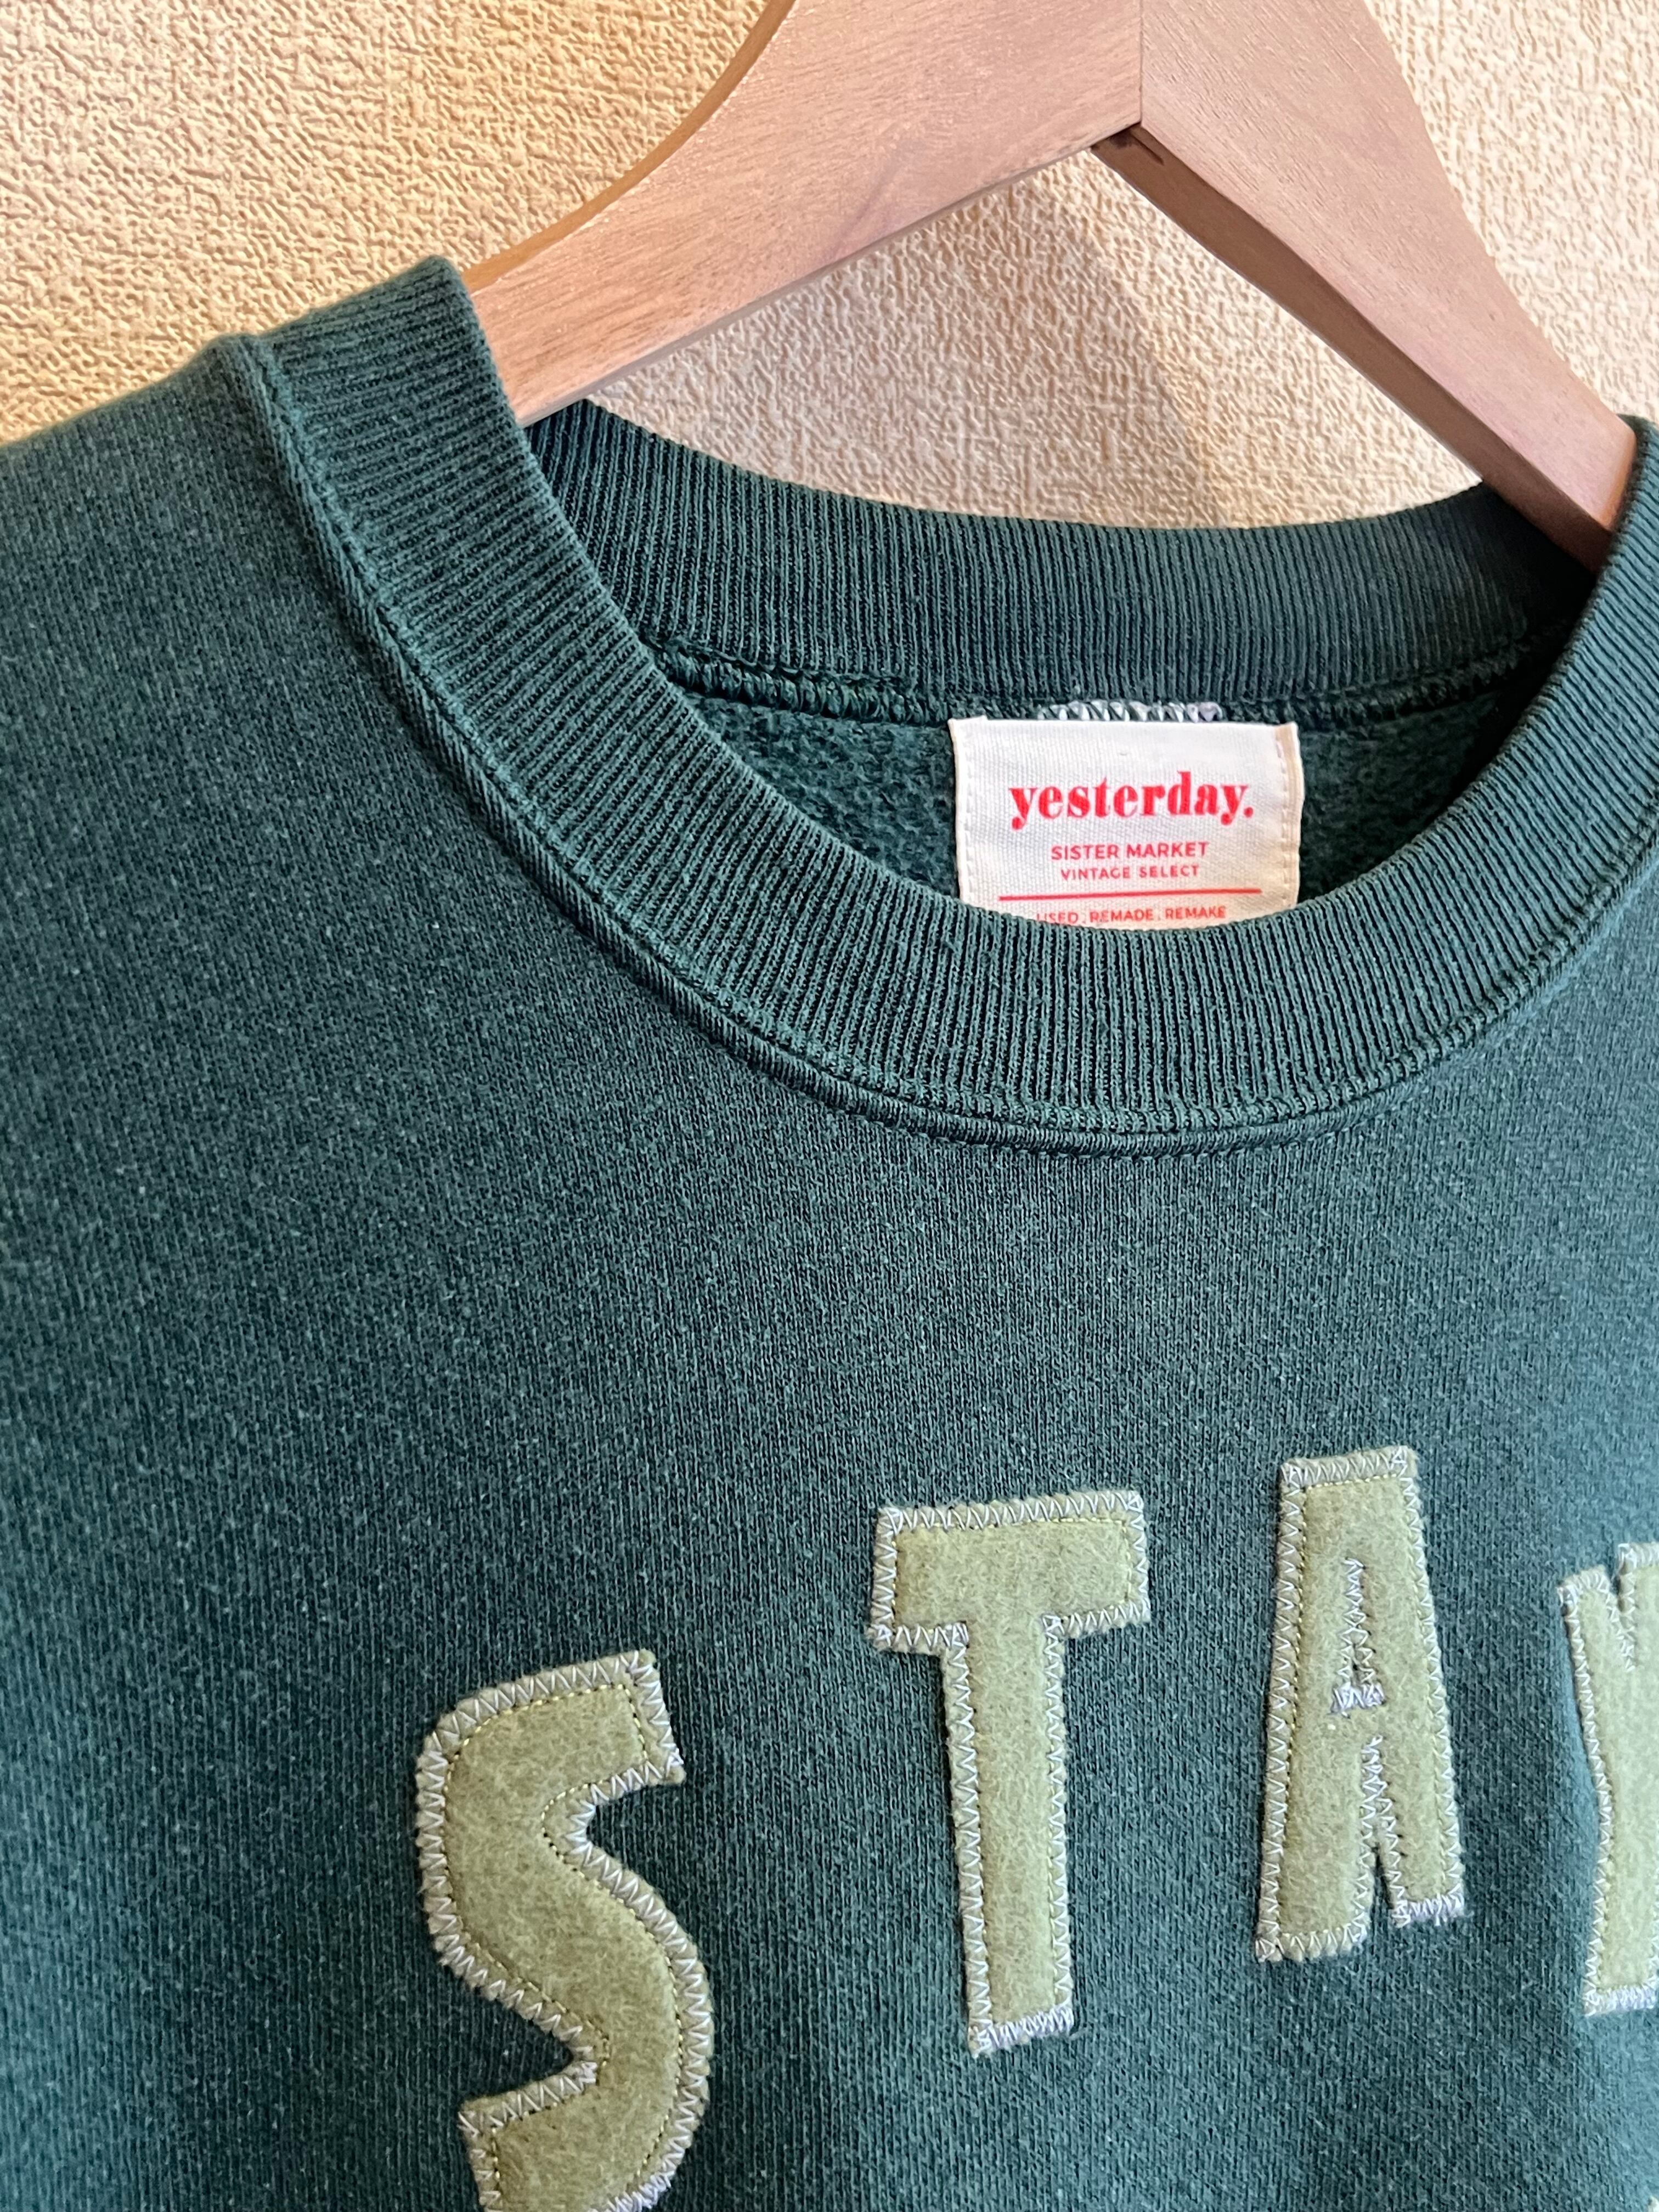 yesterday.
SISTER MARKET
VINTAGE SELECT
USED . REMADE . REMAKE
STA